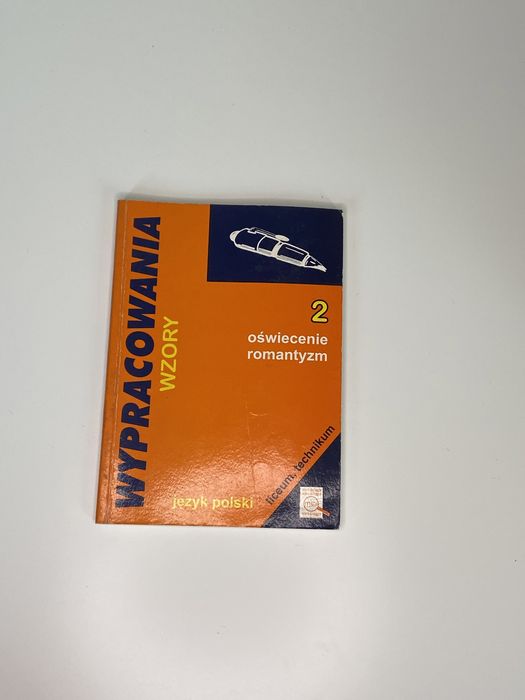 WYPRACOWANIA
WZORY
2
oświecenie
romantyzm
liceum, technikum
język polski